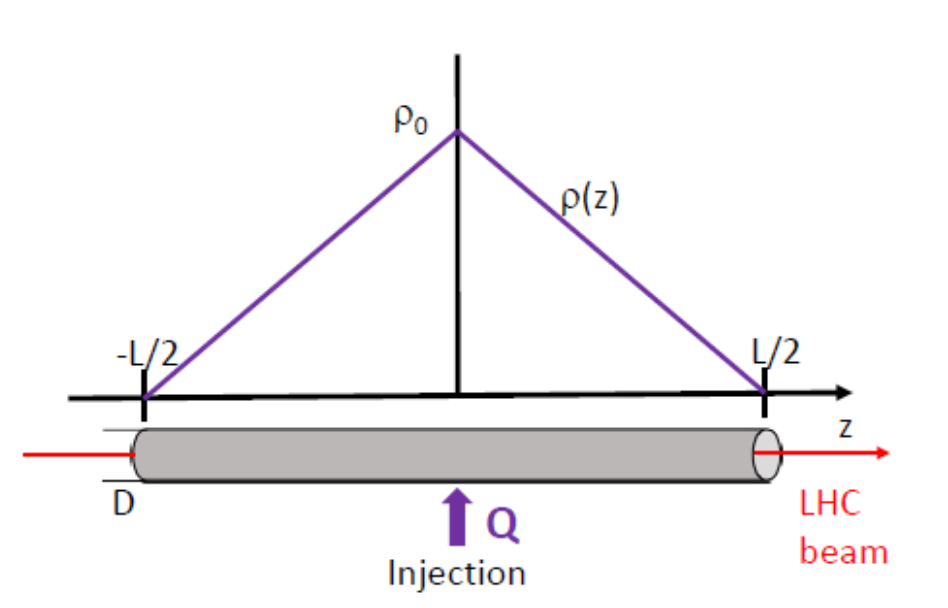 ρ₀
ρ(z)
-L/2
L/2
z
D
Q
LHC
beam
Injection